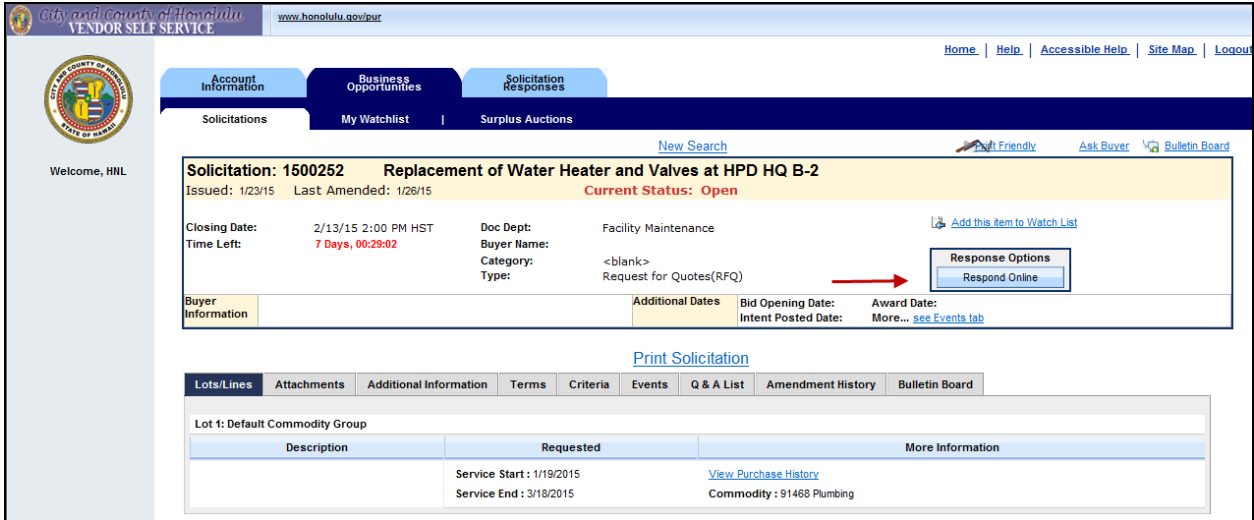 City and County of Honolulu
VENDOR SELF SERVICE
www.honolulu.gov/pur
Home | Help | Accessible Help | Site Map | Logout
CITY AND COUNTY OF HONOLULU
STATE OF HAWAII
Welcome, HNL
Account Information
Business Opportunities
Solicitation Responses
Solicitations
My Watchlist | Surplus Auctions
New Search
Print Friendly
Ask Buyer
Bulletin Board
Solicitation: 1500252 Replacement of Water Heater and Valves at HPD HQ B-2
Issued: 1/23/15 Last Amended: 1/26/15 Current Status: Open
Closing Date: 2/13/15 2:00 PM HST
Time Left: 7 Days, 00:29:02
Doc Dept: Facility Maintenance
Buyer Name:
Category: <blank>
Type: Request for Quotes(RFQ)
Add this item to Watch List
Response Options
Respond Online
Buyer Information
Additional Dates
Bid Opening Date: Award Date:
Intent Posted Date: More... see Events tab
Print Solicitation
Lots/Lines Attachments Additional Information Terms Criteria Events Q & A List Amendment History Bulletin Board
Lot 1: Default Commodity Group
Description Requested More Information
Service Start : 1/19/2015 View Purchase History
Service End : 3/18/2015 Commodity : 91468 Plumbing